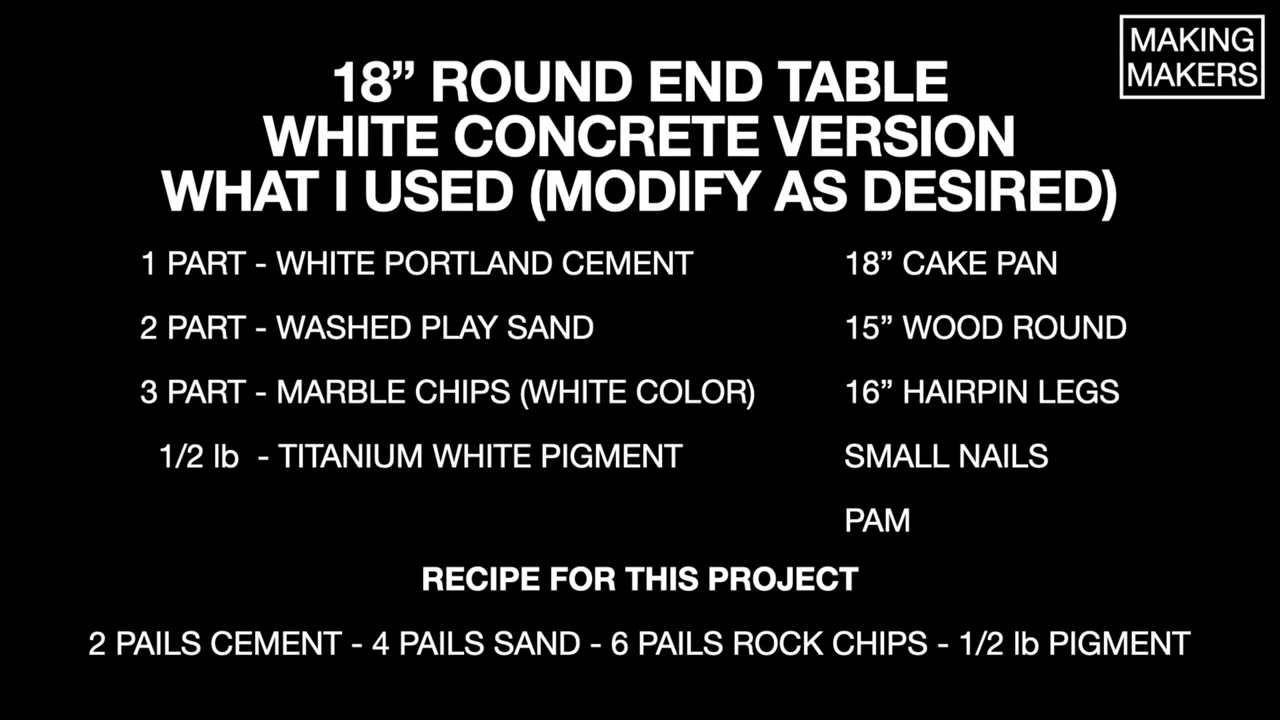 MAKING
MAKERS
18” ROUND END TABLE
WHITE CONCRETE VERSION
WHAT I USED (MODIFY AS DESIRED)
1 PART - WHITE PORTLAND CEMENT
2 PART - WASHED PLAY SAND
3 PART - MARBLE CHIPS (WHITE COLOR)
1/2 lb - TITANIUM WHITE PIGMENT
18” CAKE PAN
15” WOOD ROUND
16” HAIRPIN LEGS
SMALL NAILS
PAM
RECIPE FOR THIS PROJECT
2 PAILS CEMENT - 4 PAILS SAND - 6 PAILS ROCK CHIPS - 1/2 lb PIGMENT